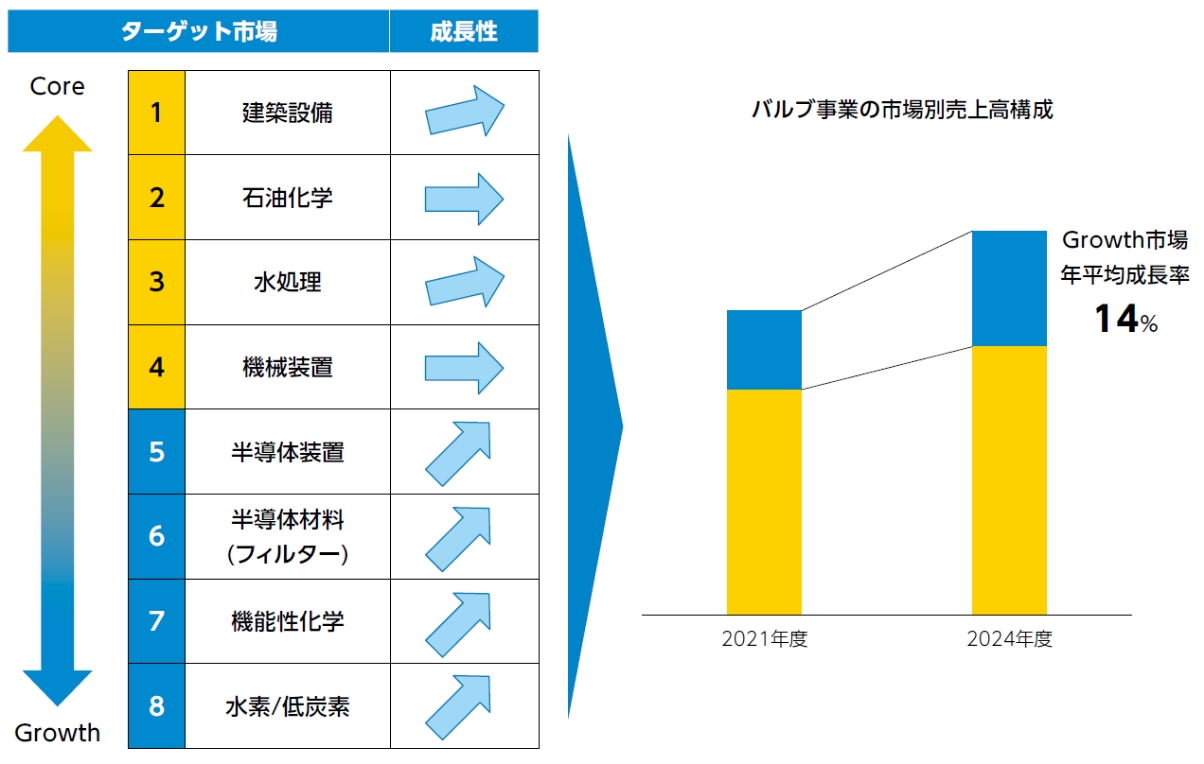 ターゲット市場 成長性
Core
1 建築設備
2 石油化学
3 水処理
4 機械装置
5 半導体装置
6 半導体材料
(フィルター)
7 機能性化学
8 水素/低炭素
Growth
バルブ事業の市場別売上高構成
Growth市場
年平均成長率
14%
2021年度 2024年度